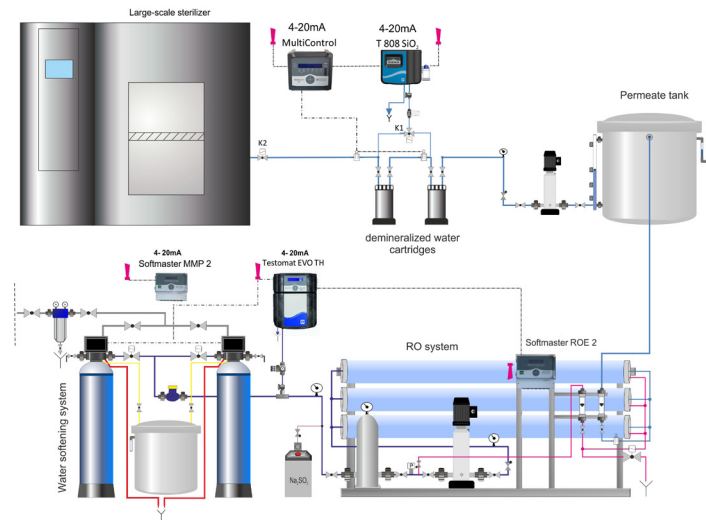 Large-scale sterilizer
4-20mA
MultiControl
4-20mA
T 808 SiO₂
Permeate tank
K1
K2
demineralized water
cartridges
4- 20mA
Softmaster MMP 2
4- 20mA
Testomat EVO TH
RO system
Softmaster ROE 2
Water softening system
P
Na₂SO₃